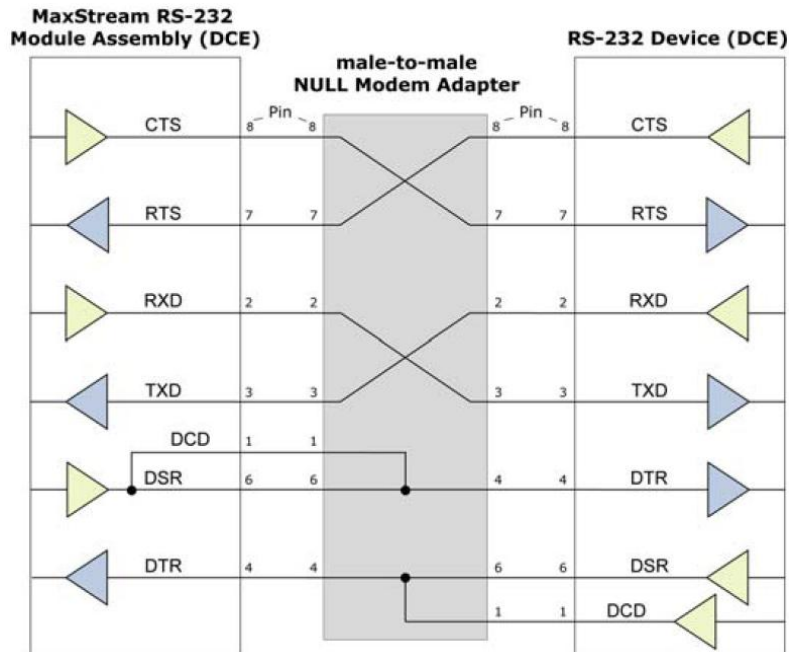 MaxStream RS-232
Module Assembly (DCE)
male-to-male
NULL Modem Adapter
RS-232 Device (DCE)
CTS 8 Pin 8 8 Pin 8 CTS
RTS 7 7 7 7 RTS
RXD 2 2 2 2 RXD
TXD 3 3 3 3 TXD
DCD 1 1
DSR 6 6 4 4 DTR
DTR 4 4 6 6 DSR
1 1 DCD